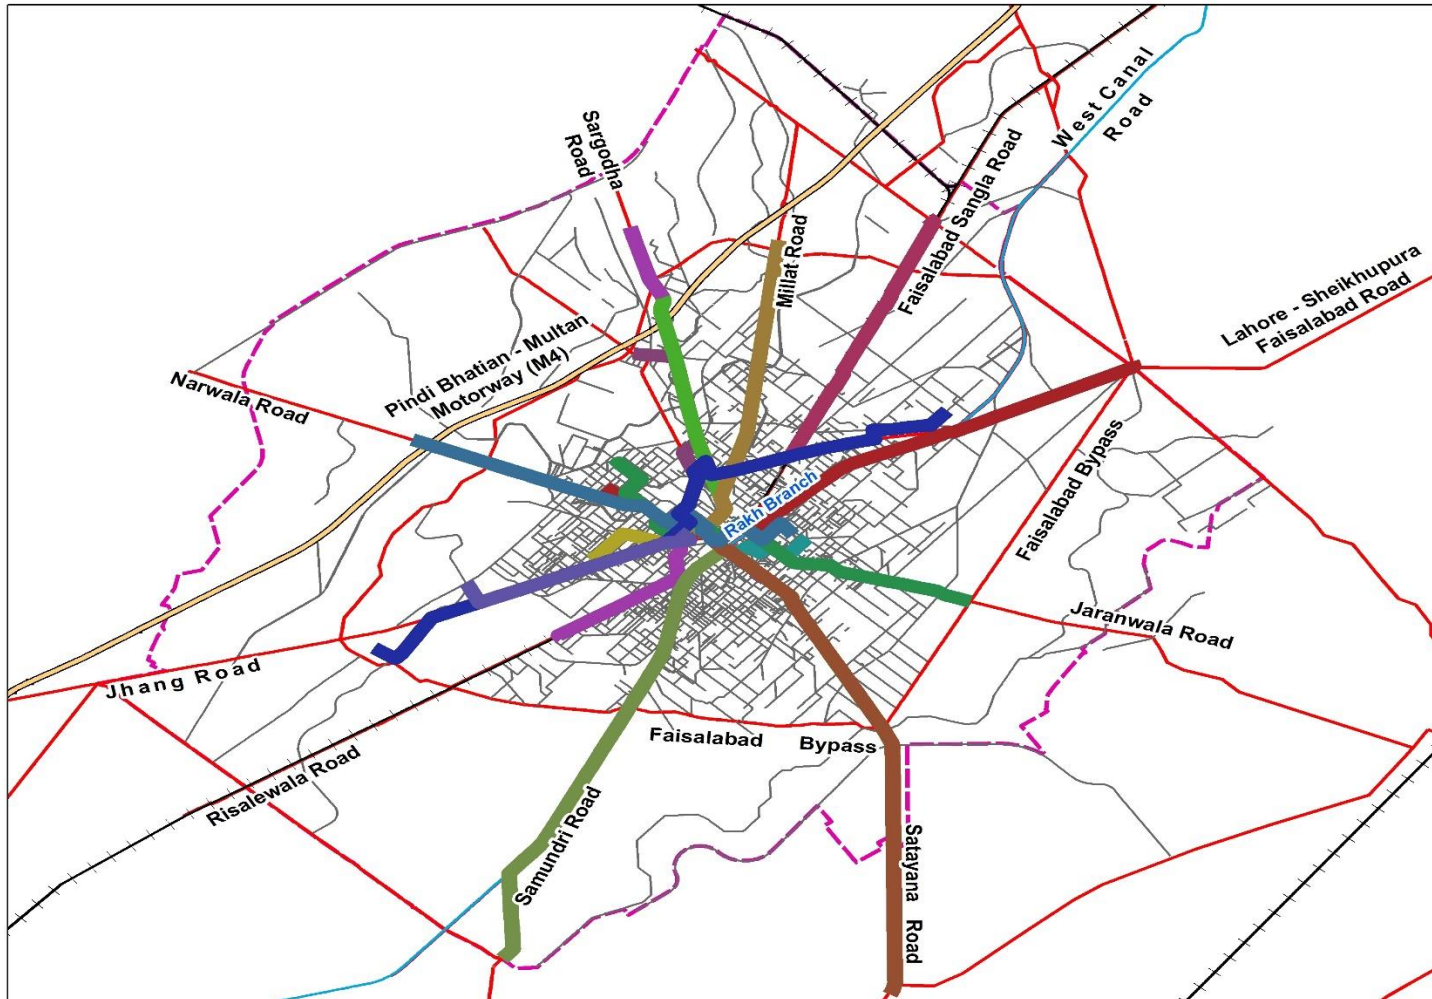 West Canal
Road
Sargodha
Road
Faisalabad Sangla Road
Millat Road
Lahore - Sheikhupura
Faisalabad Road
Pindi Bhatian - Multan
Motorway (M4)
Narwala Road
Faisalabad Bypass
Rakh Branch
Jaranwala Road
Jhang Road
Faisalabad Bypass
Risalewala Road
Samundri Road
Satayana Road